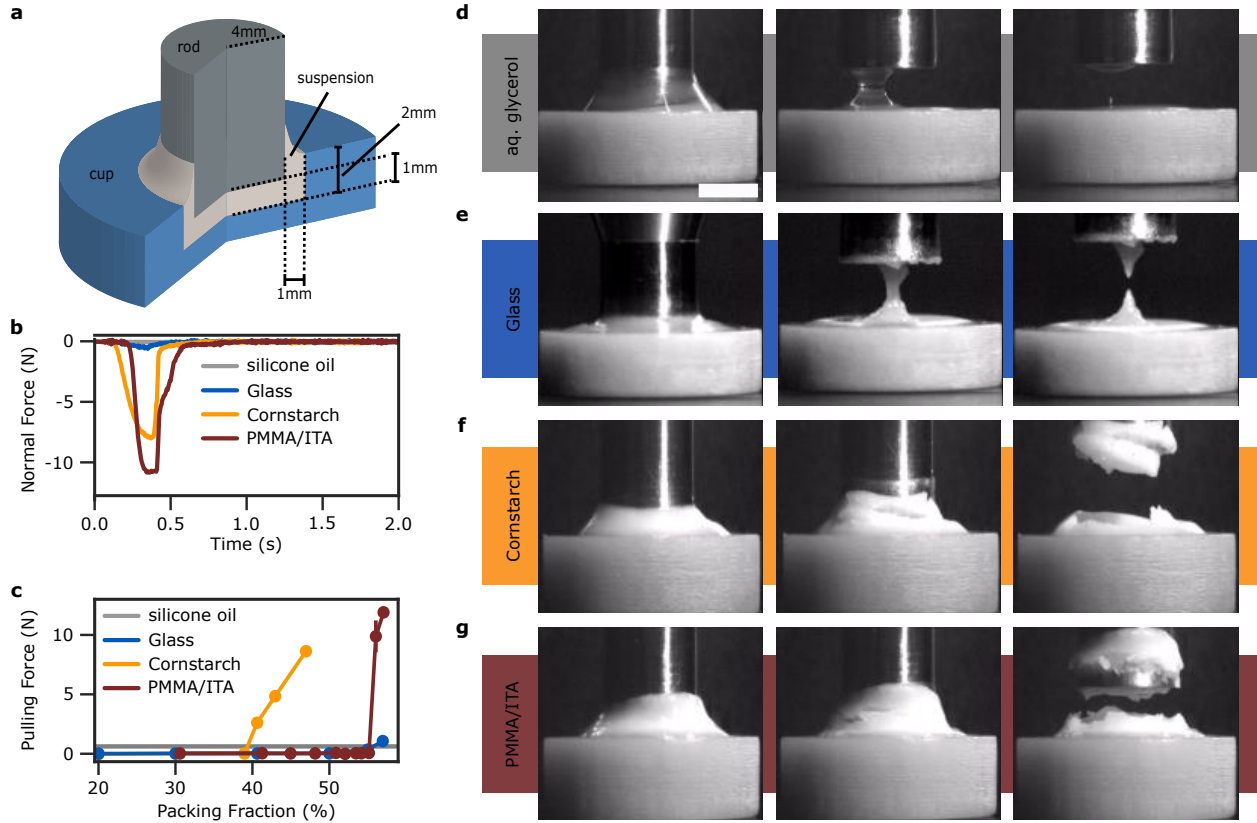 a
rod
4mm
suspension
2mm
1mm
cup
1mm
b
0
-5
-10
Normal Force (N)
silicone oil
Glass
Cornstarch
PMMA/ITA
0.0
0.5
1.0
1.5
2.0
Time (s)
c
10
5
0
Pulling Force (N)
silicone oil
Glass
Cornstarch
PMMA/ITA
20
30
40
50
Packing Fraction (%)
d
aq. glycerol
e
Glass
f
Cornstarch
g
PMMA/ITA